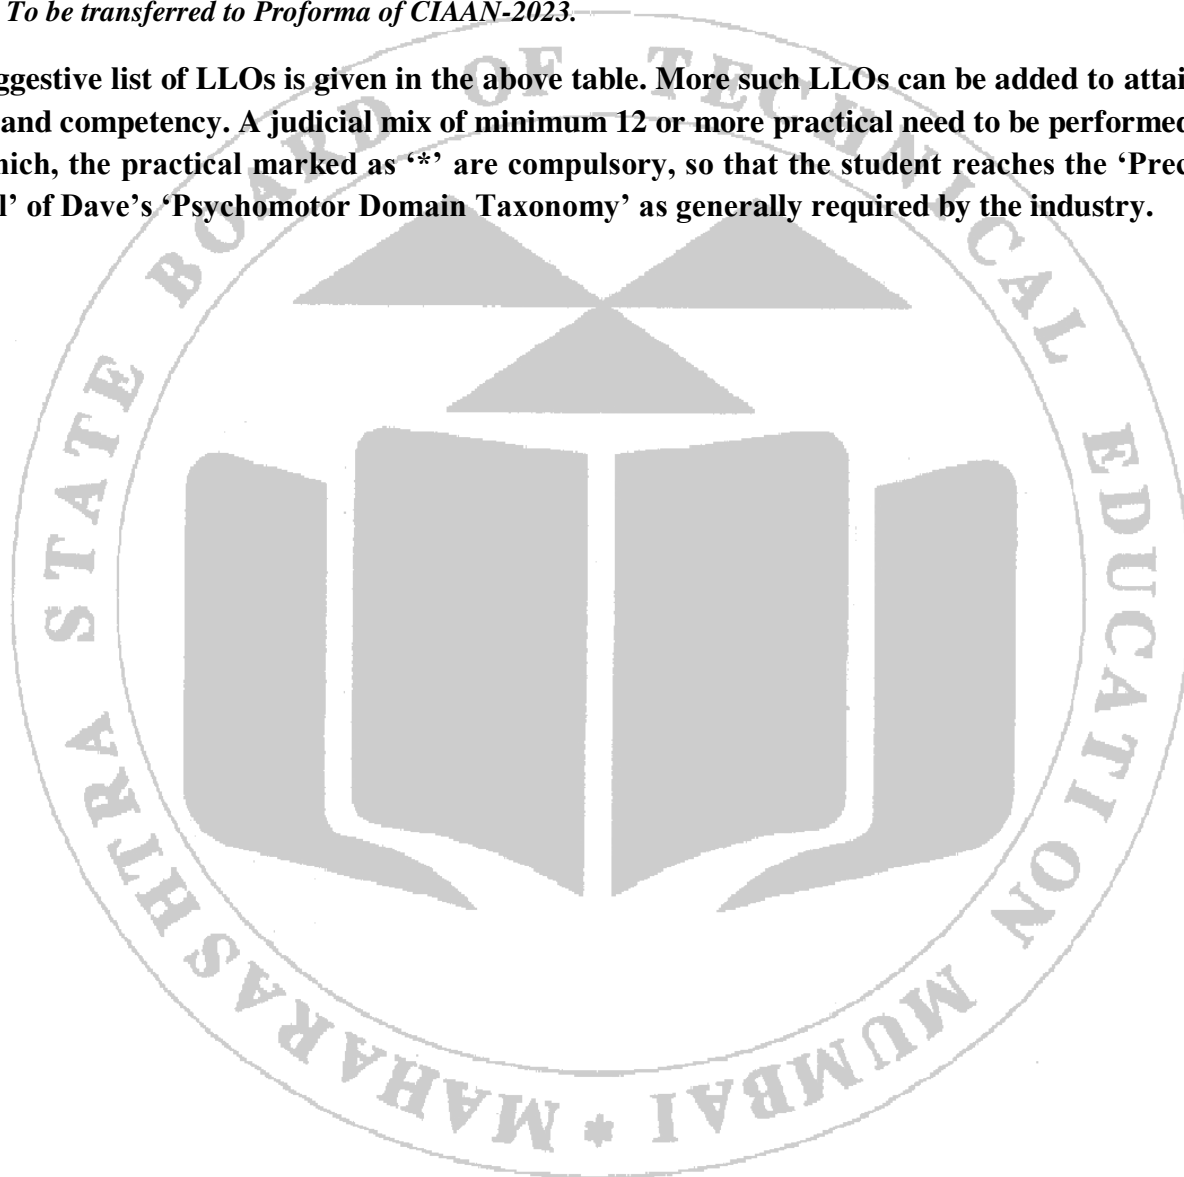 To be transferred to Proforma of CIAAN-2023.
ggestive list of LLOs is given in the above table. More such LLOs can be added to attai
and competency. A judicial mix of minimum 12 or more practical need to be performed
hich, the practical marked as ‘*’ are compulsory, so that the student reaches the ‘Prec
l’ of Dave’s ‘Psychomotor Domain Taxonomy’ as generally required by the industry.
MAHARASHTRA STATE BOARD OF TECHNICAL EDUCATION MUMBAI *